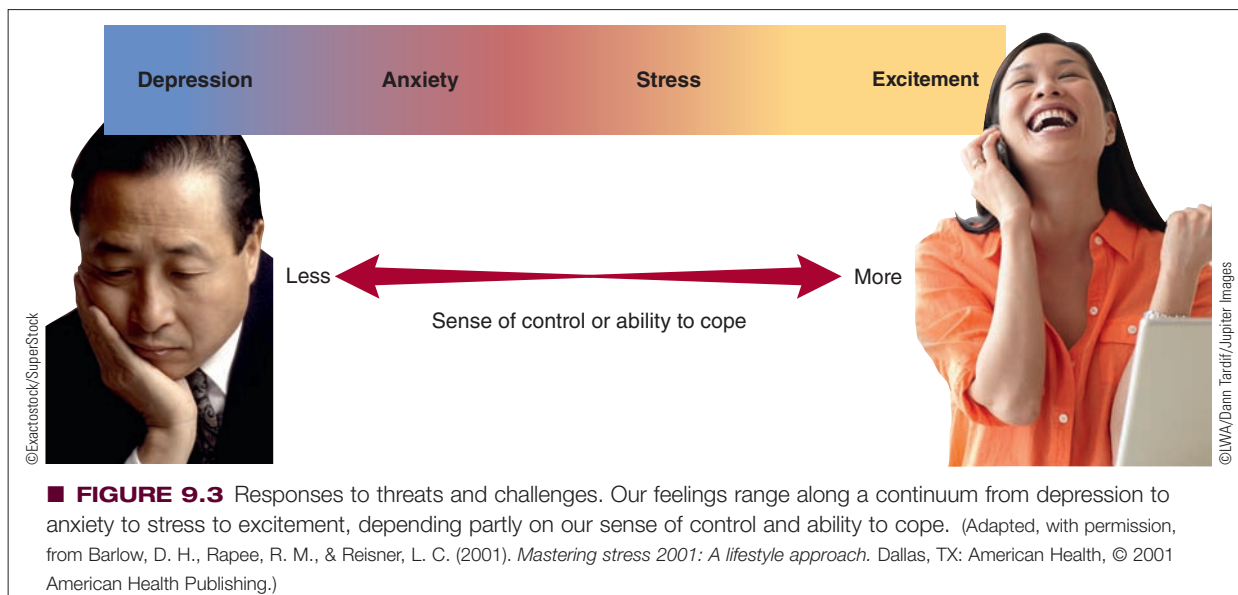 Depression Anxiety Stress Excitement
Less More
Sense of control or ability to cope
©Exactostock/SuperStock
©LWA/Dann Tardif/Jupiter Images
■ FIGURE 9.3 Responses to threats and challenges. Our feelings range along a continuum from depression to
anxiety to stress to excitement, depending partly on our sense of control and ability to cope. (Adapted, with permission,
from Barlow, D. H., Rapee, R. M., & Reisner, L. C. (2001). Mastering stress 2001: A lifestyle approach. Dallas, TX: American Health, © 2001
American Health Publishing.)